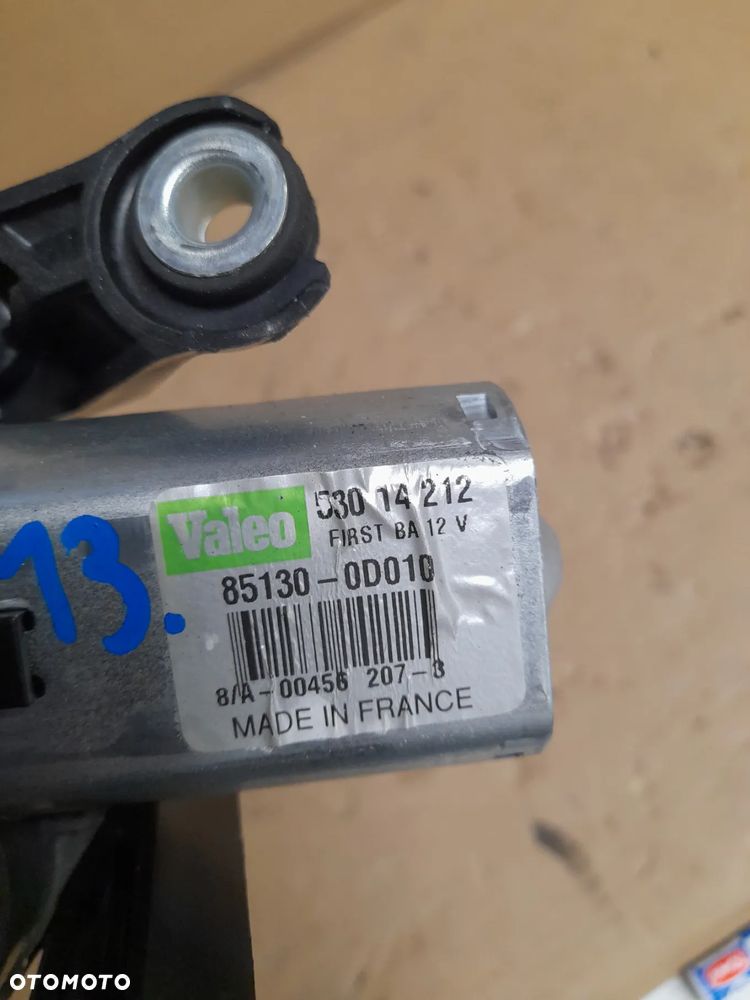 Valeo 530 14 212
FIRST BA 12 V
85130-0D010
8/A-00456 207-3
MADE IN FRANCE
13.
OTOMOTO